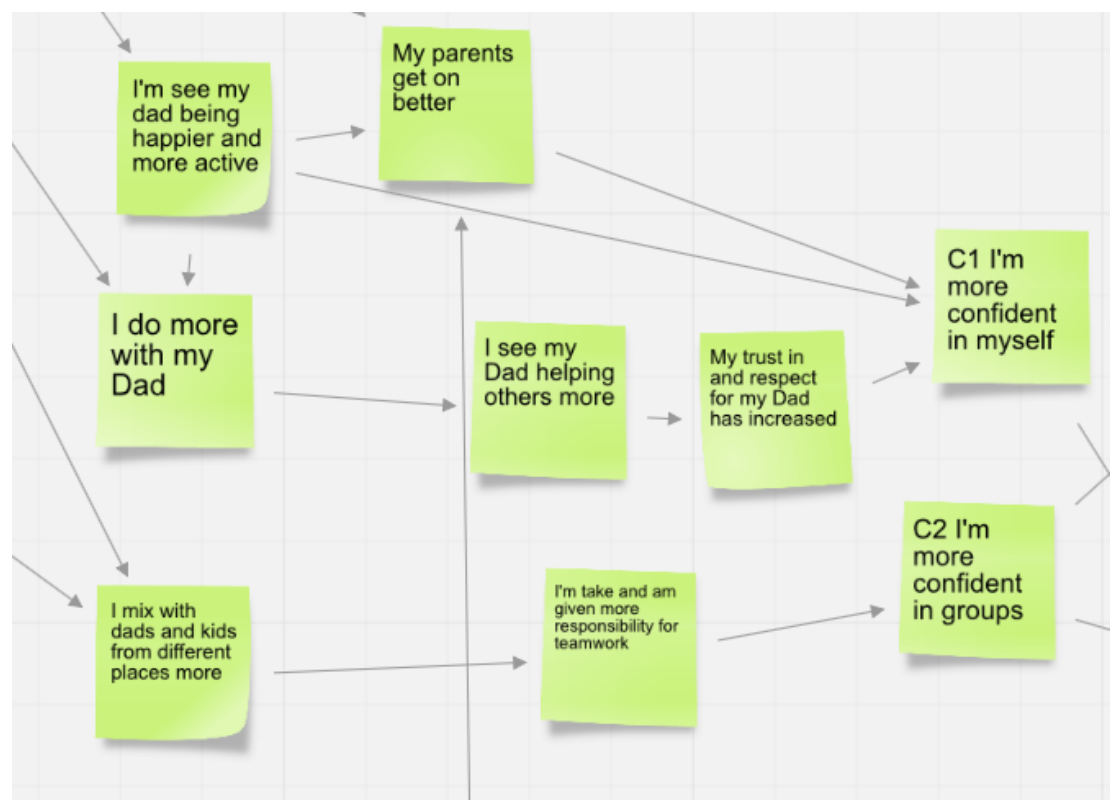 I'm see my
dad being
happier and
more active
My parents
get on
better
I do more
with my
Dad
I see my
Dad helping
others more
My trust in
and respect
for my Dad
has increased
C1 I'm
more
confident
in myself
I mix with
dads and kids
from different
places more
I'm take and am
given more
responsibility for
teamwork
C2 I'm
more
confident
in groups